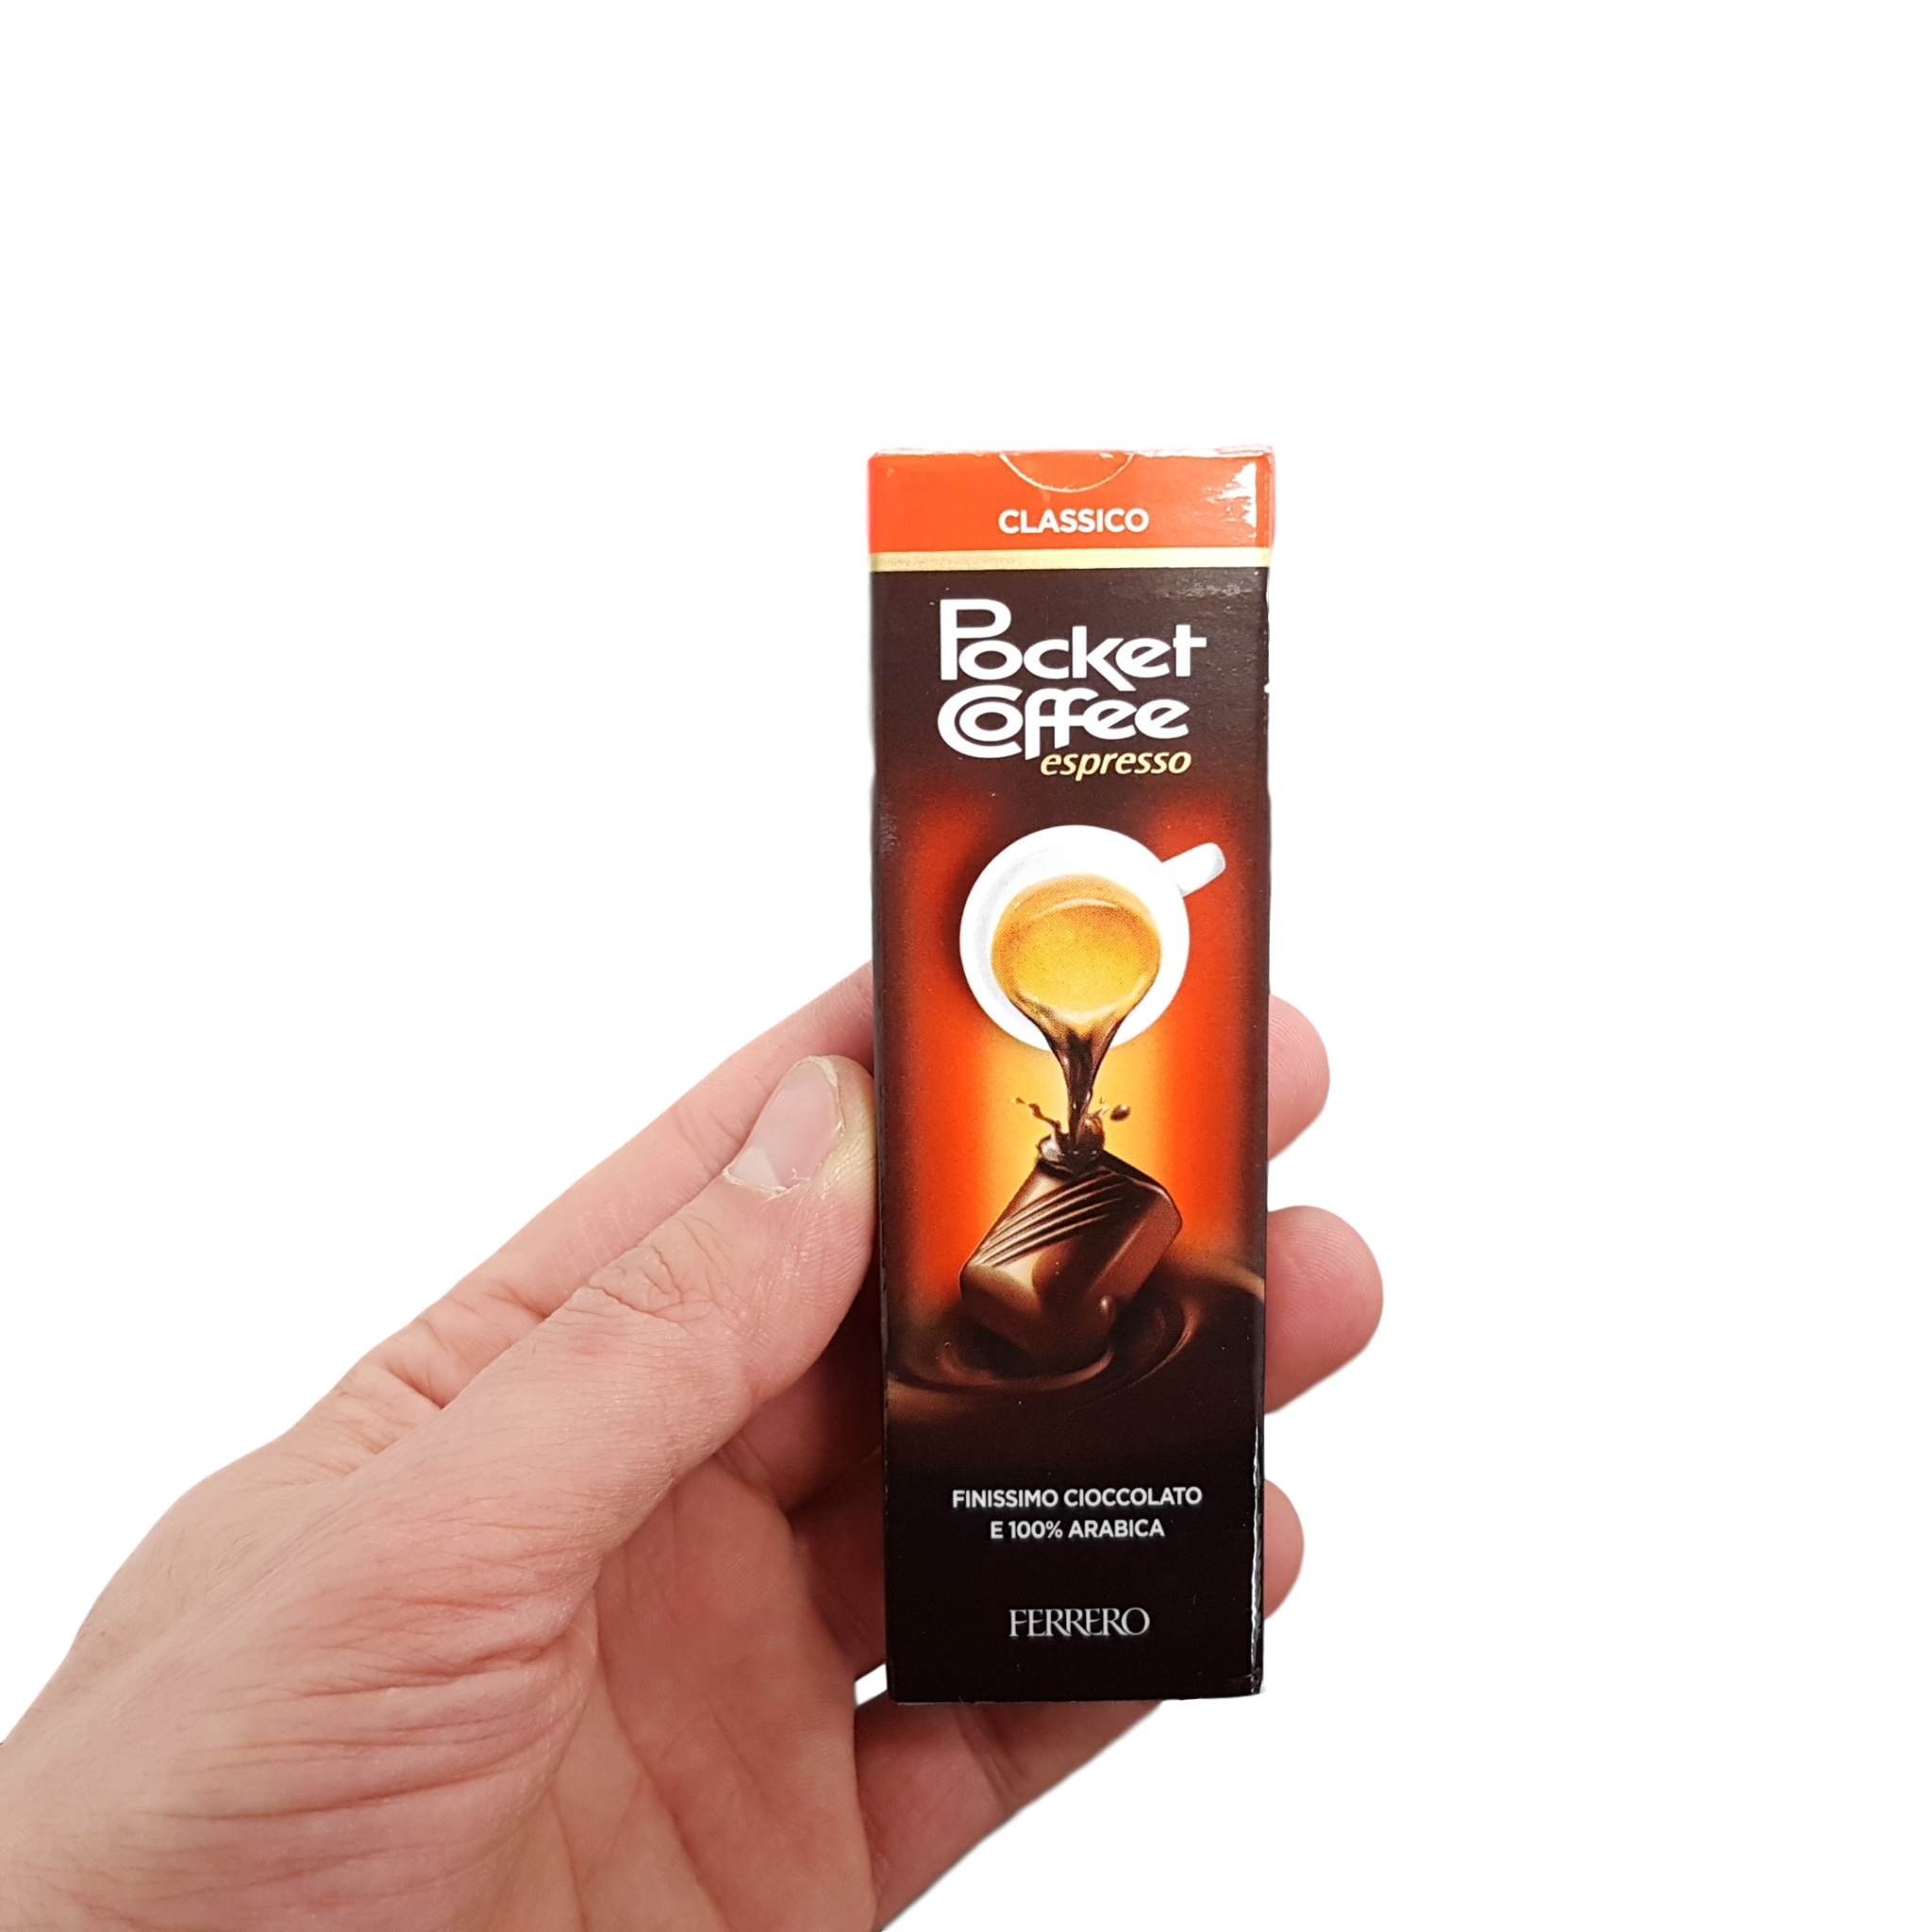 CLASSICO
Pocket
Coffee
espresso
FINISSIMO CIOCCOLATO
E 100% ARABICA
FERRERO